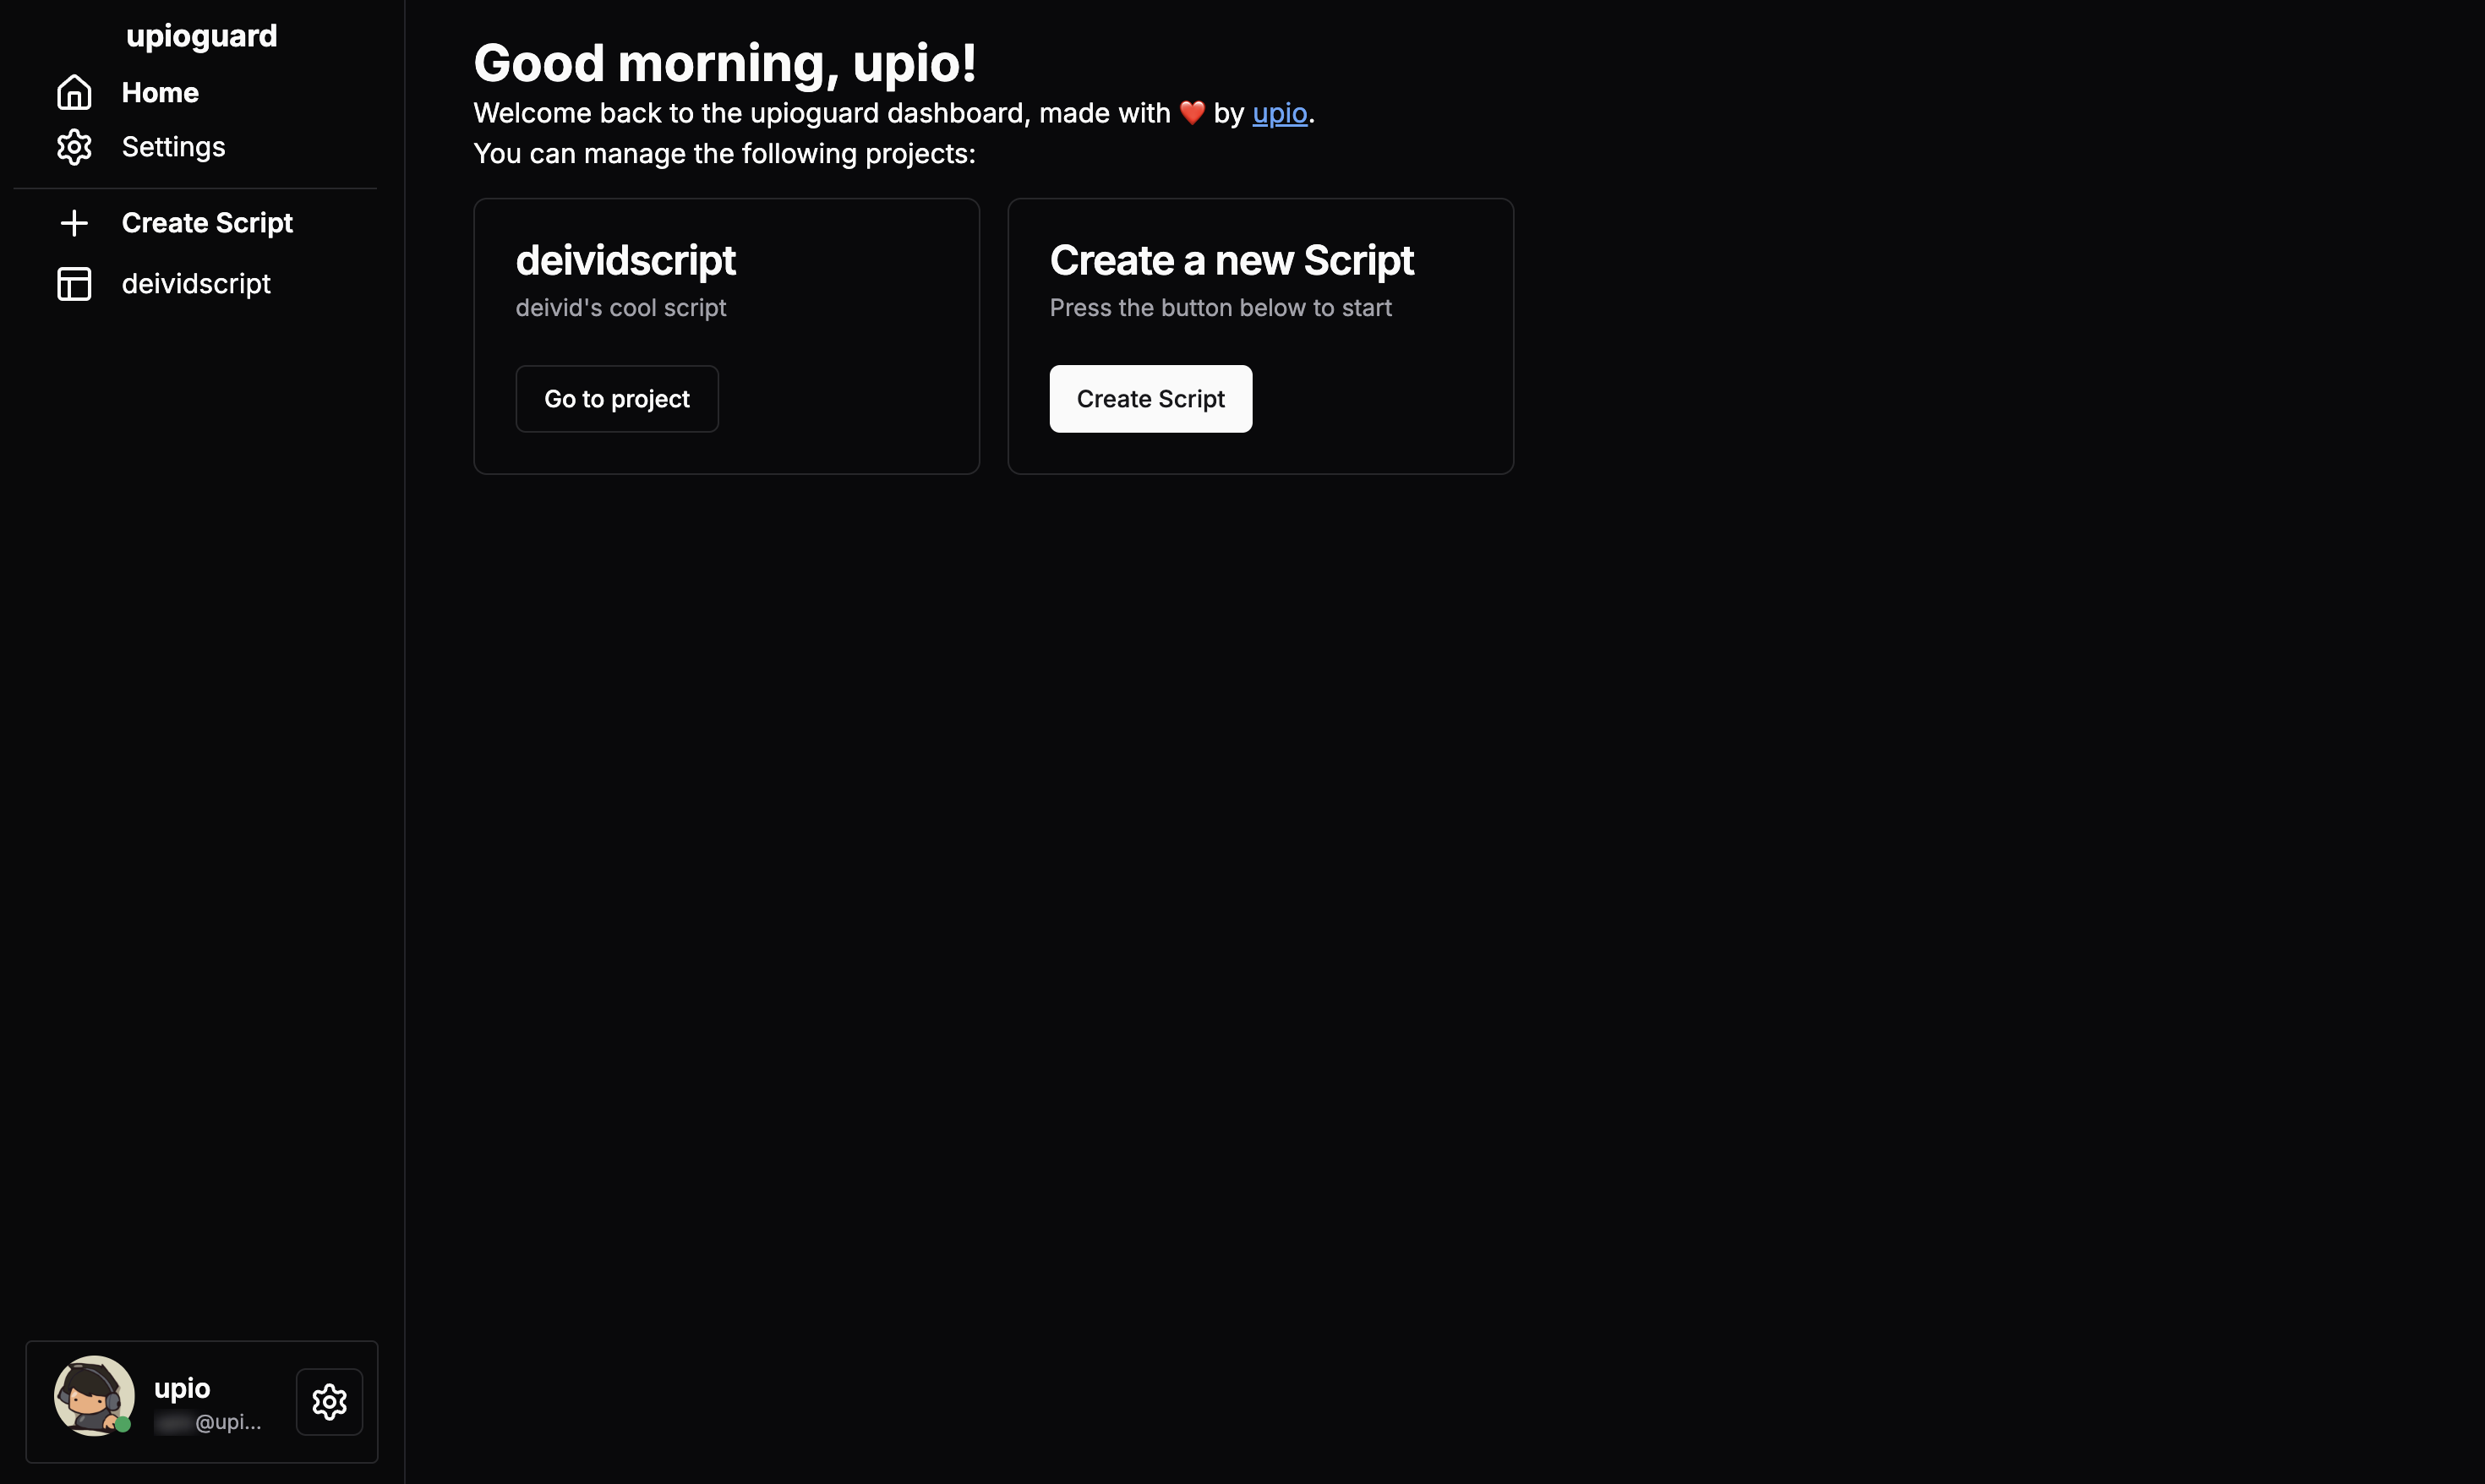 upioguard
Home
Settings
Create Script
deividscript
Good morning, upio!
Welcome back to the upioguard dashboard, made with ❤️ by upio.
You can manage the following projects:
deividscript
deivid's cool script
Go to project
Create a new Script
Press the button below to start
Create Script
upio
@upi...